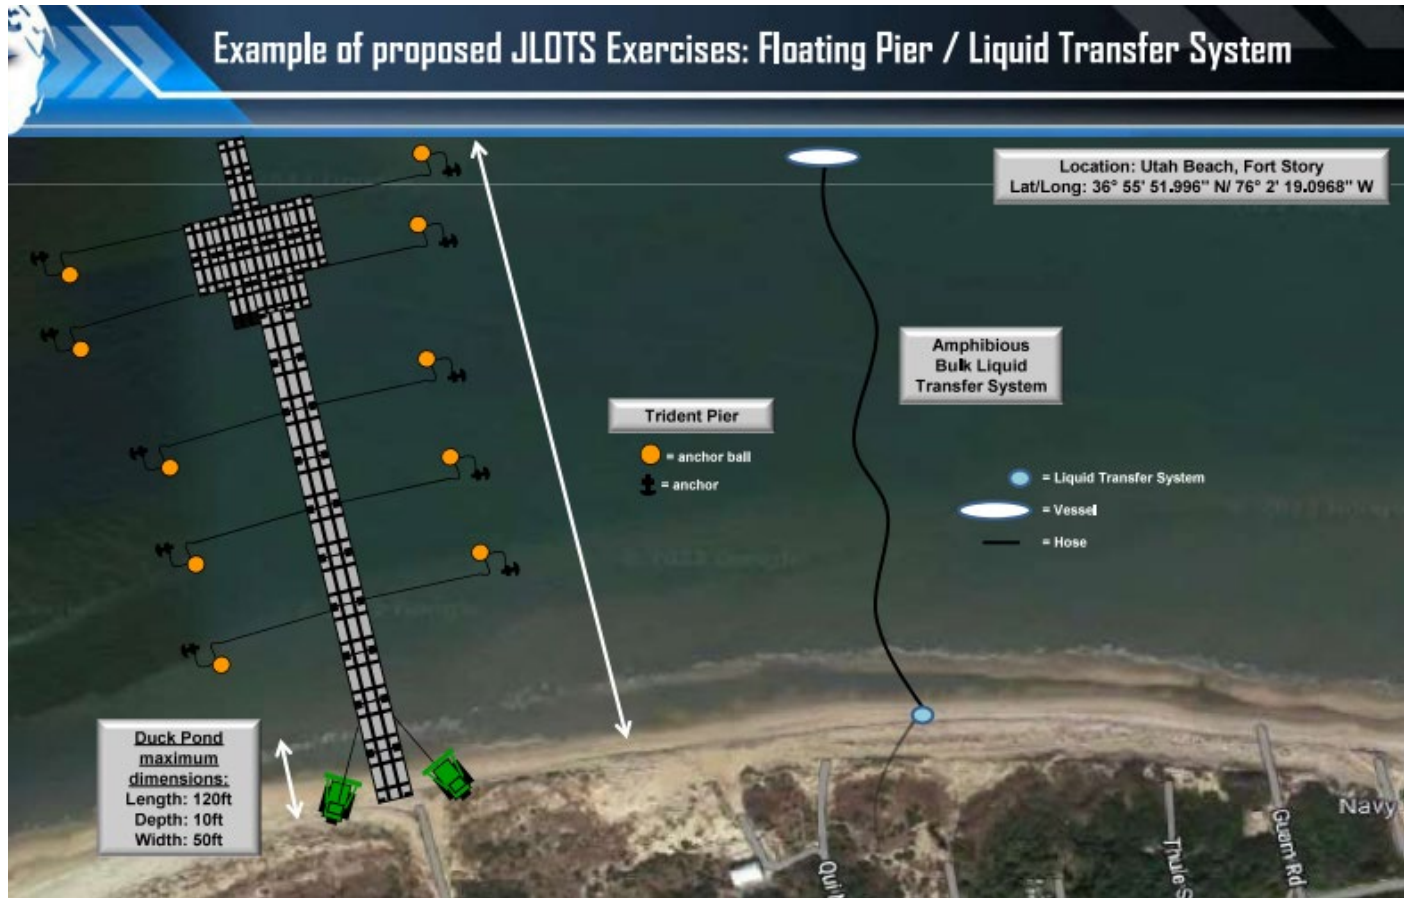 Example of proposed JLOTS Exercises: Floating Pier / Liquid Transfer System
Location: Utah Beach, Fort Story
Lat/Long: 36° 55' 51.996" N/ 76° 2' 19.0968" W
Amphibious
Bulk Liquid
Transfer System
Trident Pier
= anchor ball
= anchor
= Liquid Transfer System
= Vessel
= Hose
Duck Pond
maximum
dimensions:
Length: 120ft
Depth: 10ft
Width: 50ft
Navy
Guam Rd
Thule S